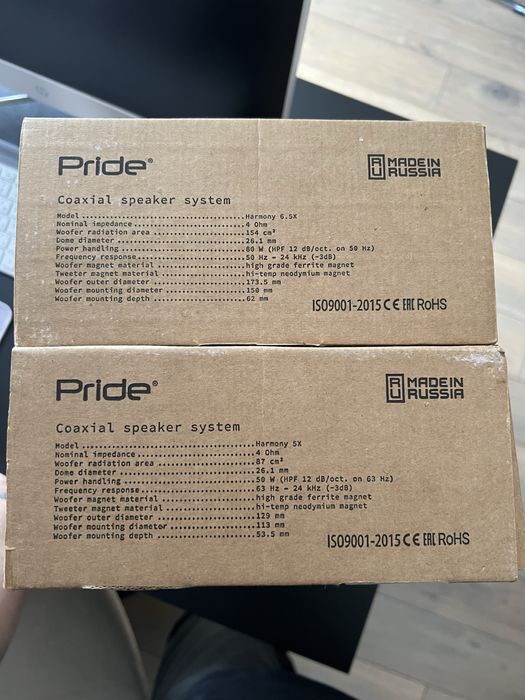 Pride®
RU MADE IN
RUSSIA
Coaxial speaker system
Model Harmony 6.5X
Nominal impedance 4 Ohm
Woofer radiation area 154 cm²
Dome diameter 26.1 mm
Power handling 80 W (HPF 12 dB/oct. on 50 Hz)
Frequency response 50 Hz – 24 kHz (-3dB)
Woofer magnet material high grade ferrite magnet
Tweeter magnet material hi-temp neodymium magnet
Woofer outer diameter 173.5 mm
Woofer mounting diametor 150 mm
Woofer mounting depth 62 mm
ISO9001-2015 CE EAC RoHS
Pride®
RU MADE IN
RUSSIA
Coaxial speaker system
Model Harmony 5X
Nominal impedance 4 Ohm
Woofer radiation area 87 cm²
Dome diameter 26.1 mm
Power handling 50 W (HPF 12 dB/oct. on 63 Hz)
Frequency response 63 Hz – 24 kHz (-3dB)
Woofer magnet material high grade ferrite magnet
Tweeter magnet material hi-temp neodymium magnet
Woofer outer diameter 129 mm
Woofer mounting diametor 113 mm
Woofer mounting depth 53.5 mm
ISO9001-2015 CE EAC RoHS